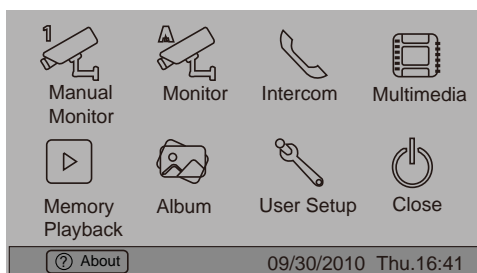 1
A
Manual Monitor Intercom Multimedia
Monitor
Memory Album User Setup Close
Playback
? About 09/30/2010 Thu.16:41